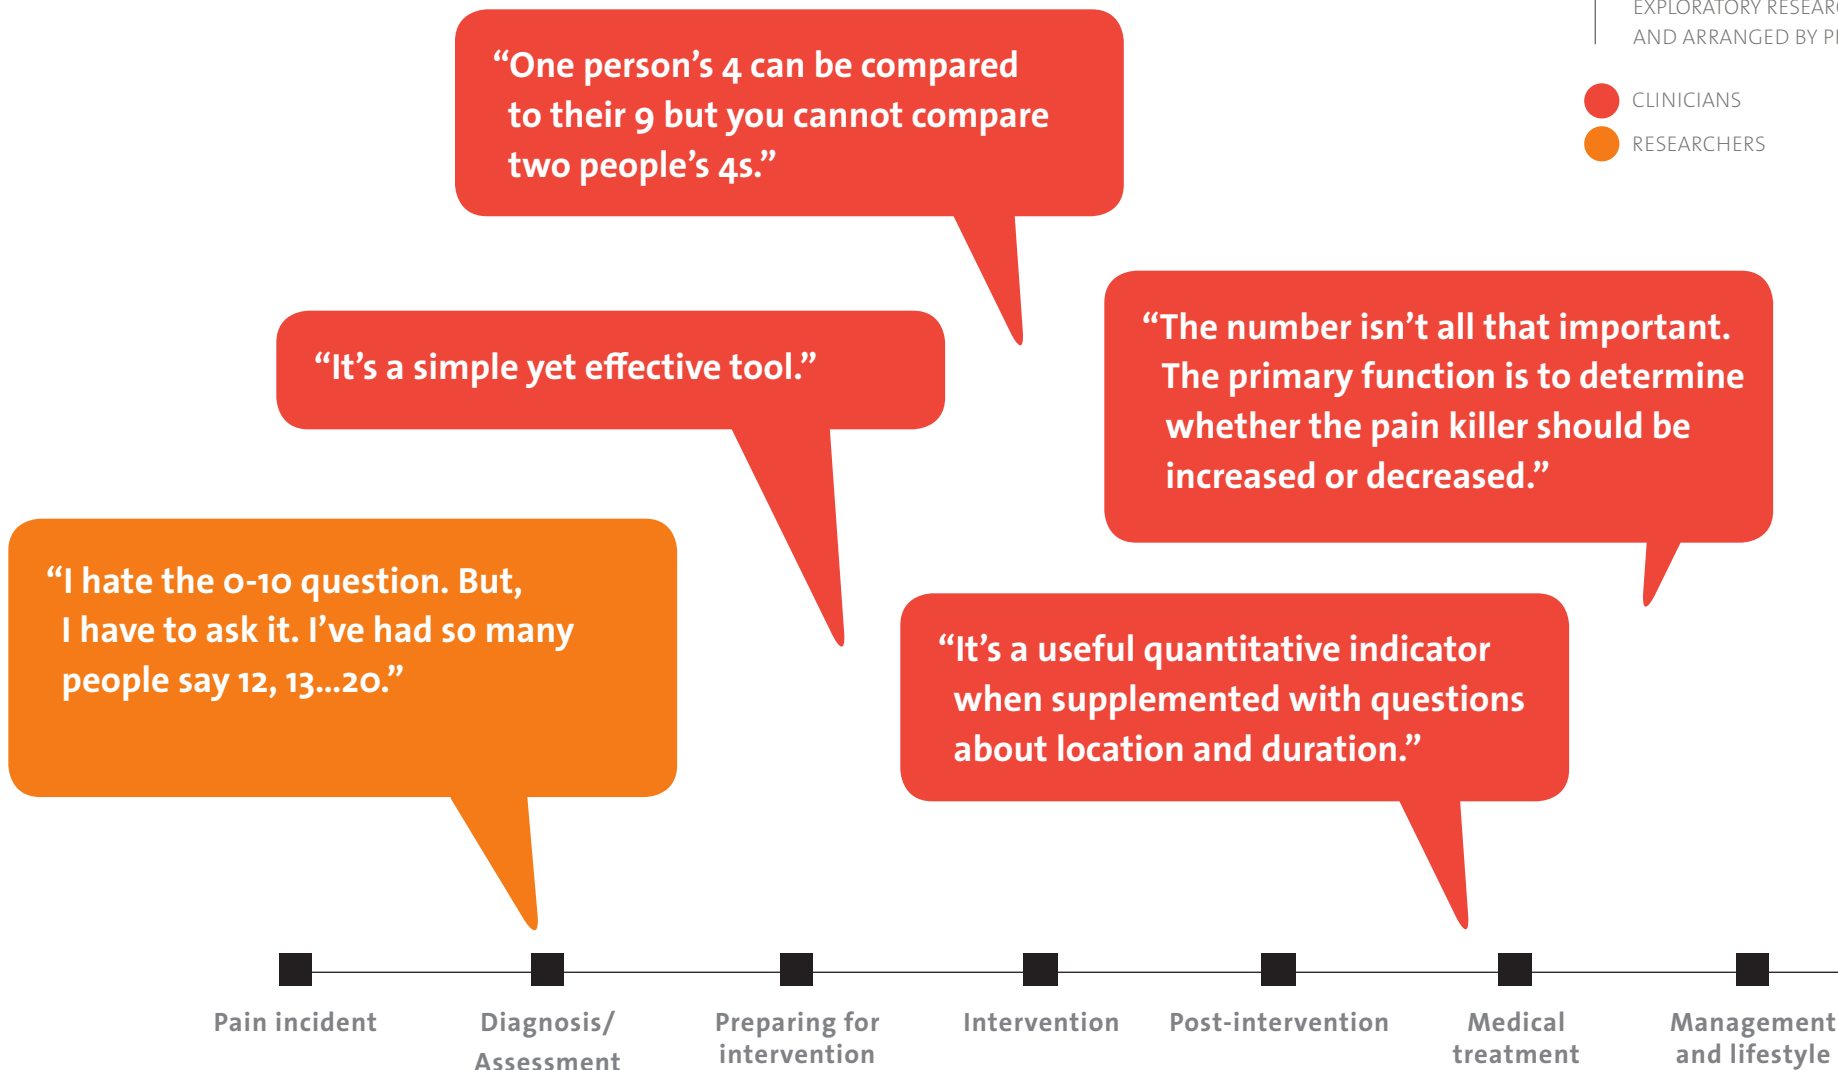 EXPLORATORY
AND ARRANGED BY
CLINICIANS
RESEARCHERS
“One person’s 4 can be compared
to their 9 but you cannot compare
two people’s 4s.”
“It’s a simple yet effective tool.”
“The number isn’t all that important.
The primary function is to determine
whether the pain killer should be
increased or decreased.”
“I hate the 0-10 question. But,
I have to ask it. I’ve had so many
people say 12, 13...20.”
“It’s a useful quantitative indicator
when supplemented with questions
about location and duration.”
Pain incident
Diagnosis/
Assessment
Preparing for
intervention
Intervention
Post-intervention
Medical
treatment
Management
and lifestyle